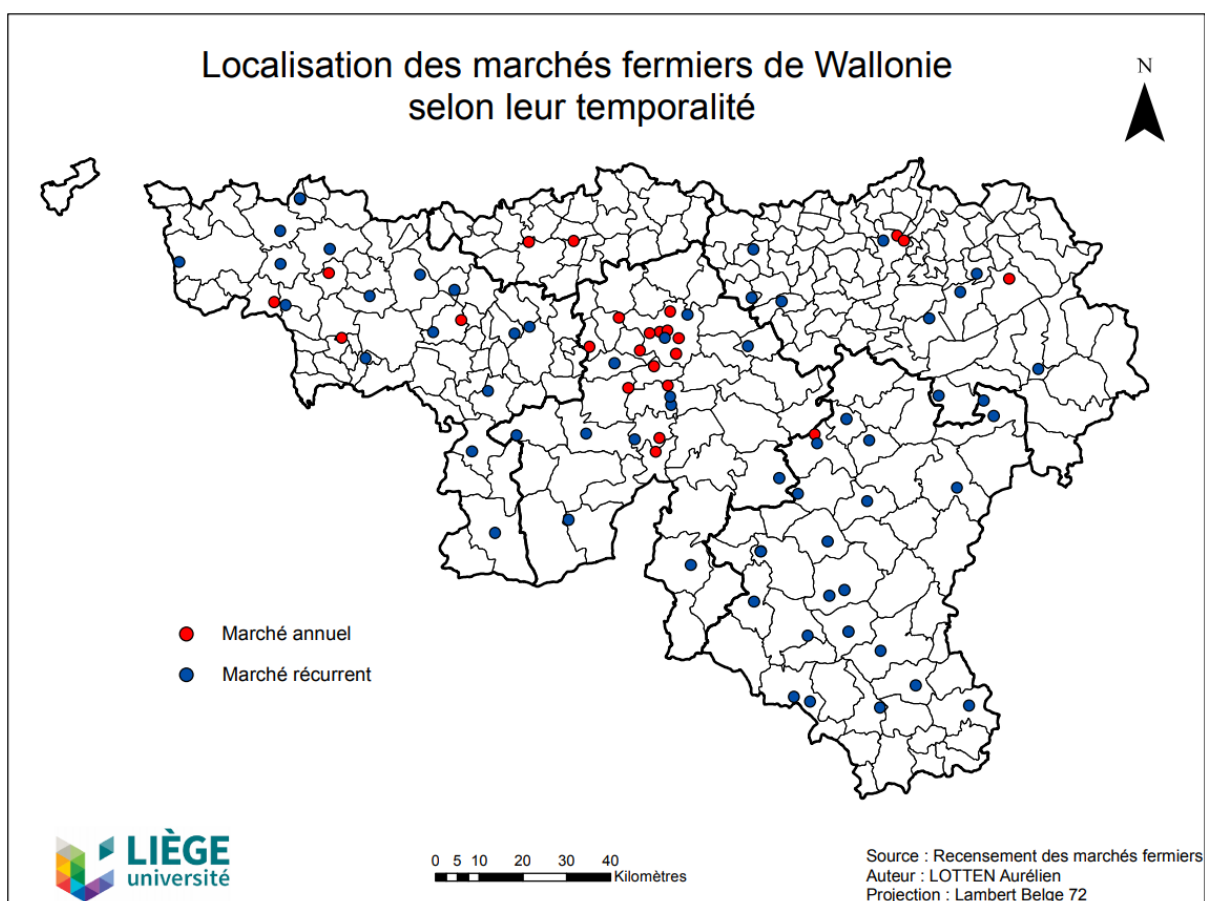 Localisation des marchés fermiers de Wallonie
selon leur temporalité
N
Marché annuel
Marché récurrent
LIÈGE
université
0 5 10 20 30 40
Kilomètres
Source : Recensement des marchés fermiers
Auteur : LOTTEN Aurélien
Projection : Lambert Belge 72